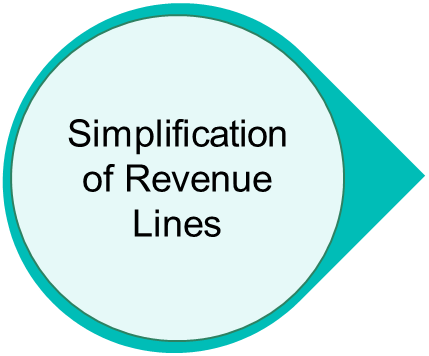 Simplification
of Revenue
Lines